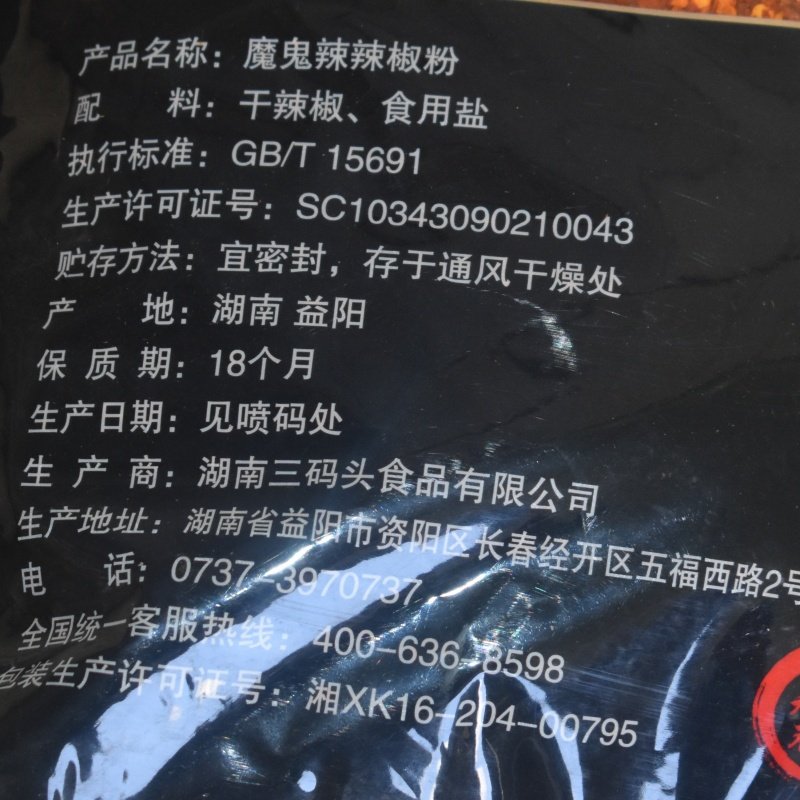 产品名称：魔鬼辣辣椒粉
配 料：干辣椒、食用盐
执行标准：GB/T 15691
生产许可证号：SC10343090210043
贮存方法：宜密封，存于通风干燥处
产 地：湖南 益阳
保 质 期：18个月
生产日期：见喷码处
生 产 商：湖南三码头食品有限公司
生产地址：湖南省益阳市资阳区长春经开区五福西路2号
电 话：0737-3970737
全国统一客服热线：400-636-8598
包装生产许可证号：湘XK16-204-00795